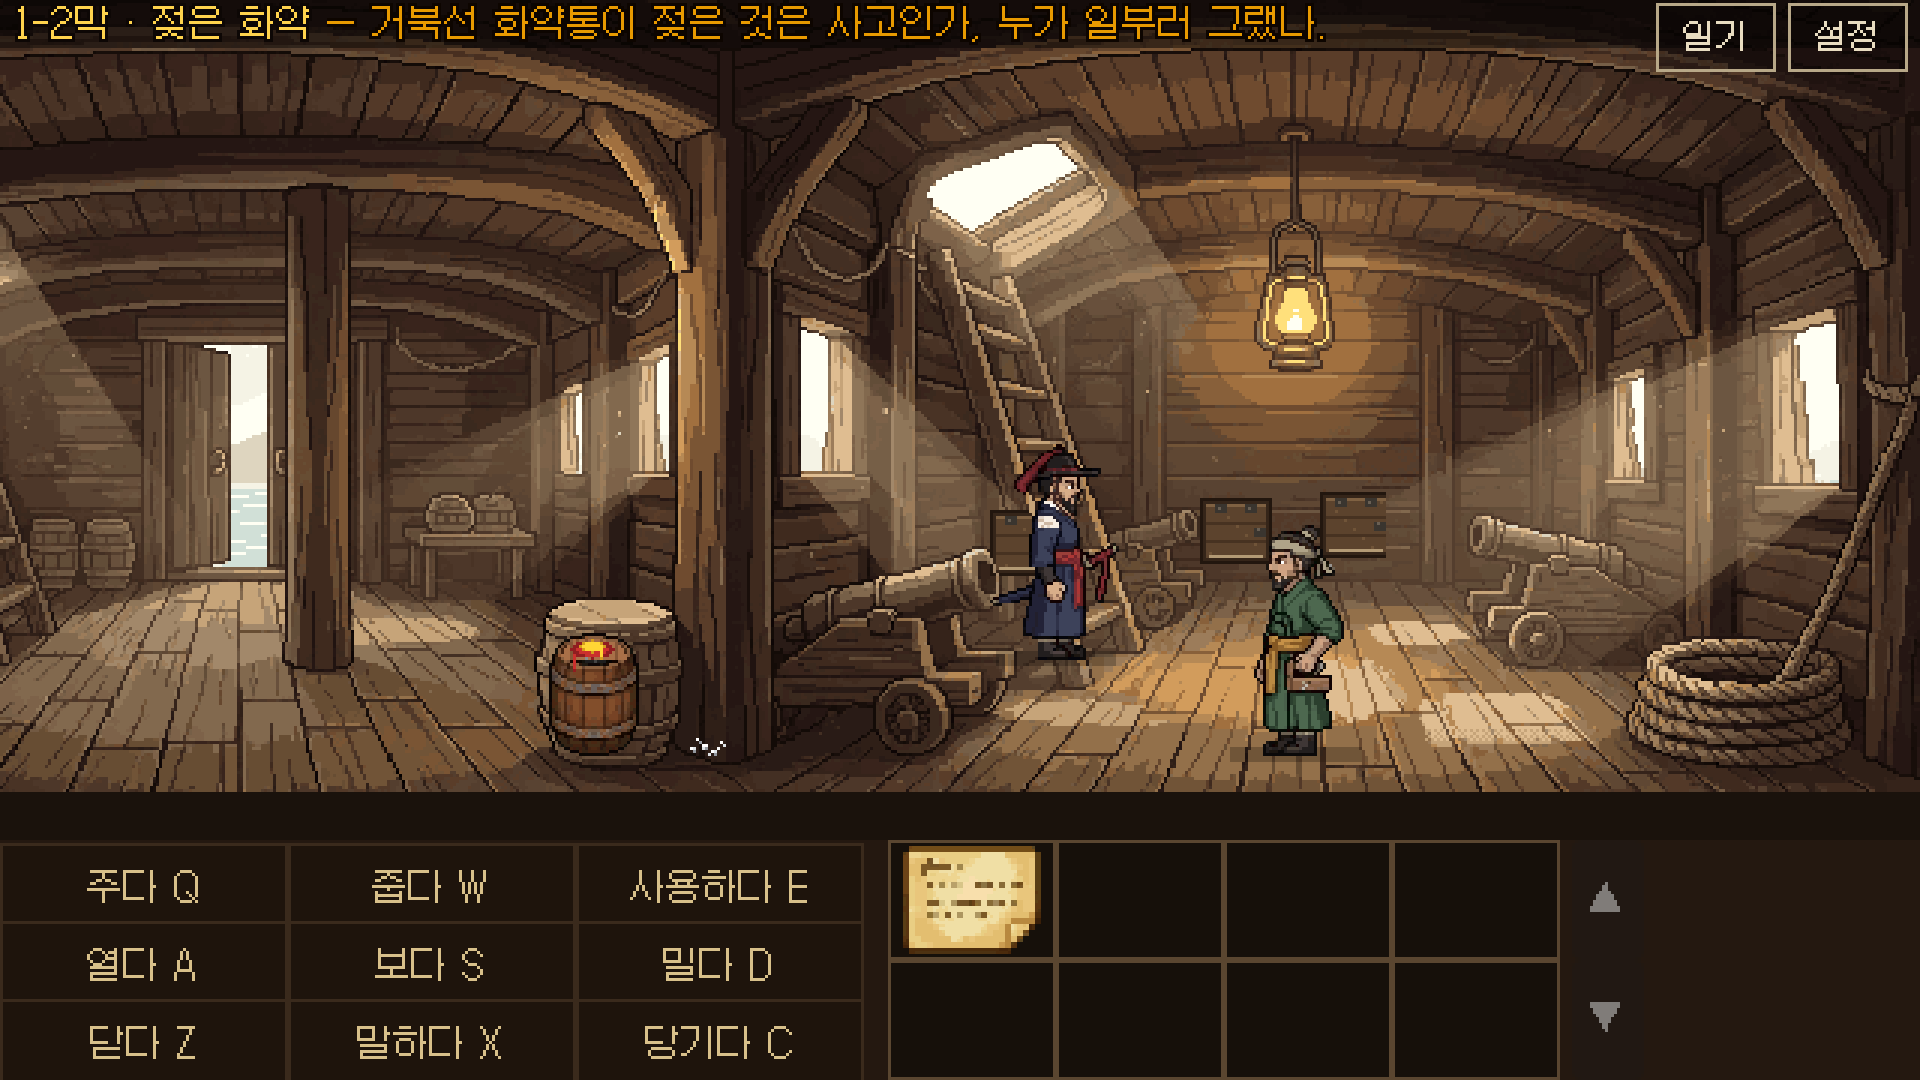 1-2막 · 젖은 화약 — 거북선 화약통이 젖은 것은 사고인가, 누가 일부러 그랬나.
일기
설정
주다 Q
줍다 W
사용하다 E
열다 A
보다 S
밀다 D
닫다 Z
말하다 X
당기다 C